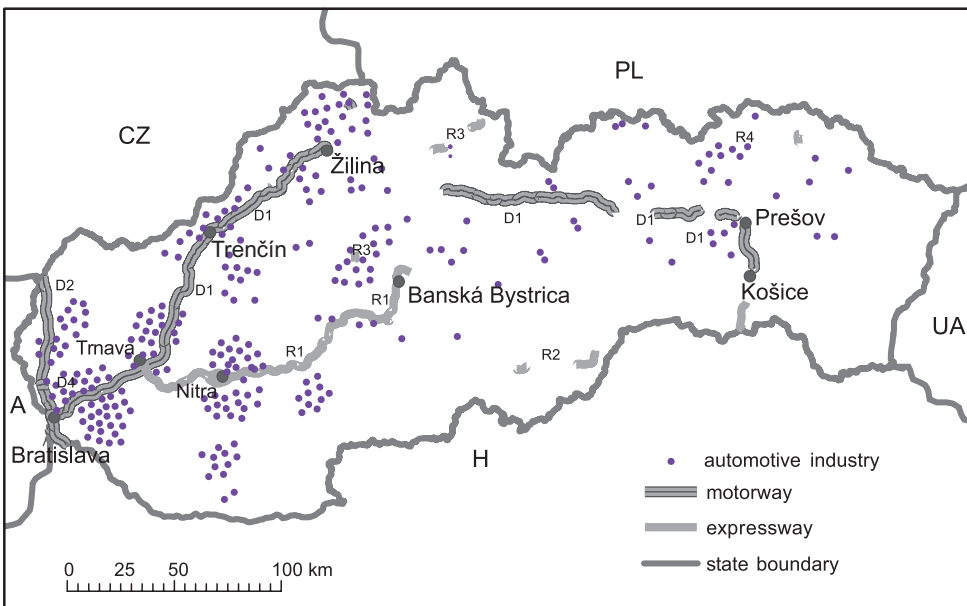 PL
CZ
R3
R4
Žilina
D1
D1
D1
Prešov
D1
Trenčín
R3
D2
D1
Košice
Banská Bystrica
R1
UA
Trnava
R1
R2
D4
Nitra
A
Bratislava
H
automotive industry
motorway
expressway
state boundary
0 25 50 100 km